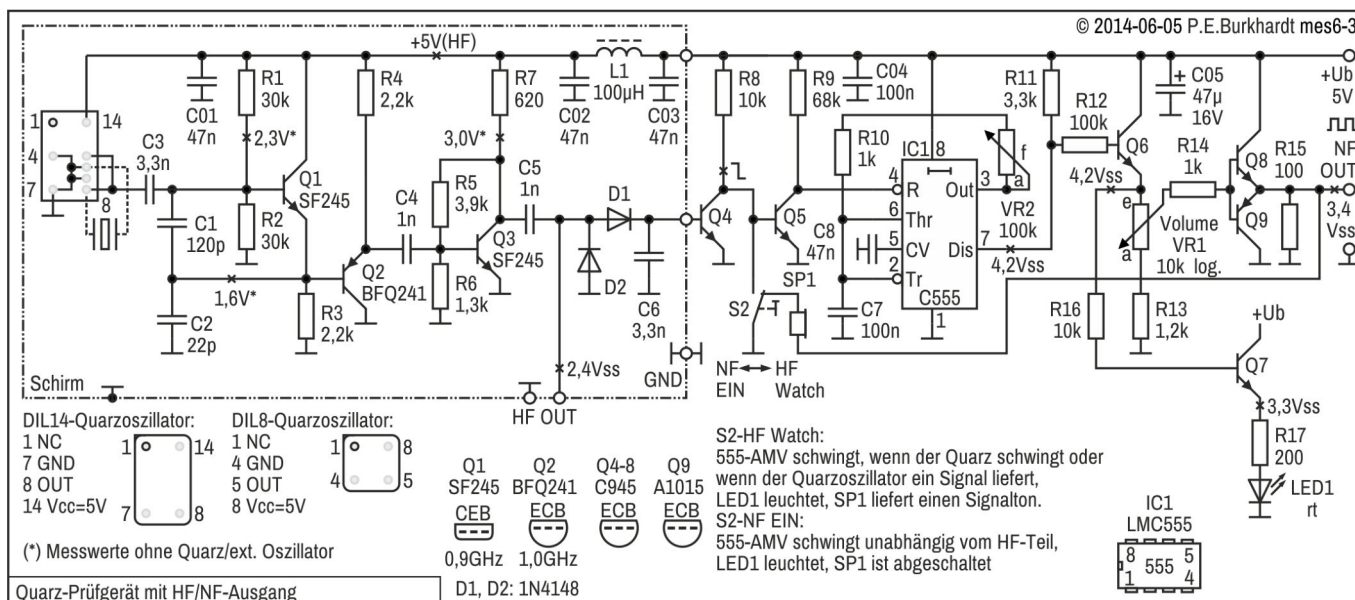 © 2014-06-05 P.E.Burkhardt mes6-3
+5V(HF)
L1
100µH
C01
47n
R1
30k
R4
2,2k
R7
620
C02
47n
C03
47n
R8
10k
R9
68k
C04
100n
R11
3,3k
R12
100k
C05
47µ
16V
+
+Ub
5V
NF
OUT
3,4
Vss
1
14
4
7
8
C3
3,3n
2,3V*
3,0V*
Q1
SF245
R2
30k
C1
120p
C2
22p
1,6V*
R3
2,2k
Q2
BFQ241
C4
1n
R5
3,9k
R6
1,3k
Q3
SF245
C5
1n
D1
D2
C6
3,3n
2,4Vss
Schirm
HF OUT
GND
Q4
Q5
SP1
S2
NF
EIN
HF
Watch
R10
1k
IC1
8
4
R
Out
3
6
Thr
5
CV
Dis
7
2
Tr
C555
1
C8
47n
C7
100n
f
a
VR2
100k
4,2Vss
Q6
4,2Vss
e
a
R14
1k
Volume
VR1
10k log.
Q8
Q9
R15
100
R16
10k
R13
1,2k
+Ub
Q7
3,3Vss
R17
200
LED1
rt
DIL14-Quarzoszillator:
1 NC
7 GND
8 OUT
14 Vcc=5V
1
14
7
8
DIL8-Quarzoszillator:
1 NC
4 GND
5 OUT
8 Vcc=5V
1
8
4
5
(*) Messwerte ohne Quarz/ext. Oszillator
Q1
SF245
CEB
0,9GHz
Q2
BFQ241
ECB
1,0GHz
Q4-8
C945
ECB
Q9
A1015
ECB
D1, D2: 1N4148
S2-HF Watch:
555-AMV schwingt, wenn der Quarz schwingt oder
wenn der Quarzoszillator ein Signal liefert,
LED1 leuchtet, SP1 liefert einen Signalton.
S2-NF EIN:
555-AMV schwingt unabhängig vom HF-Teil,
LED1 leuchtet, SP1 ist abgeschaltet
IC1
LMC555
8
5
555
1
4
Quarz-Prüfgerät mit HF/NF-Ausgang